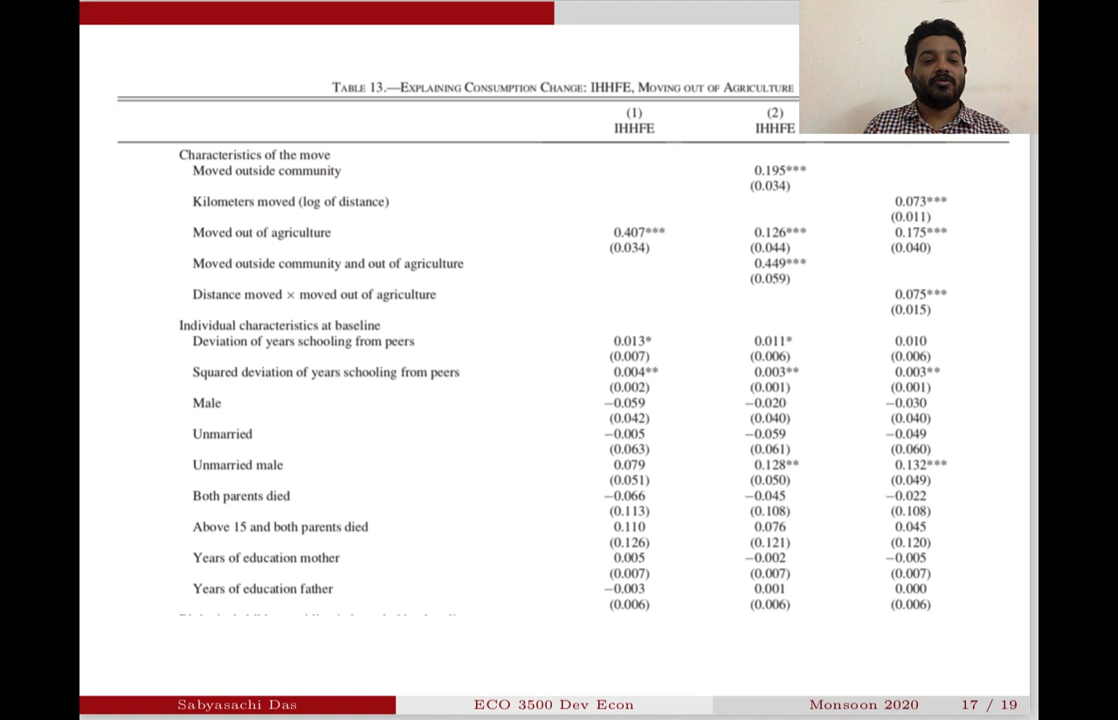 TABLE 13.—EXPLAINING CONSUMPTION CHANGE: IHHFE, MOVING OUT OF AGRICULTURE
(1) (2)
IHHFE IHHFE
Characteristics of the move
Moved outside community 0.195***
(0.034)
Kilometers moved (log of distance) 0.073***
(0.011)
Moved out of agriculture 0.407*** 0.126*** 0.175***
(0.034) (0.044) (0.040)
Moved outside community and out of agriculture 0.449***
(0.059)
Distance moved × moved out of agriculture 0.075***
(0.015)
Individual characteristics at baseline
Deviation of years schooling from peers 0.013* 0.011* 0.010
(0.007) (0.006) (0.006)
Squared deviation of years schooling from peers 0.004** 0.003** 0.003**
(0.002) (0.001) (0.001)
Male −0.059 −0.020 −0.030
(0.042) (0.040) (0.040)
Unmarried −0.005 −0.059 −0.049
(0.063) (0.061) (0.060)
Unmarried male 0.079 0.128** 0.132***
(0.051) (0.050) (0.049)
Both parents died −0.066 −0.045 −0.022
(0.113) (0.108) (0.108)
Above 15 and both parents died 0.110 0.076 0.045
(0.126) (0.121) (0.120)
Years of education mother 0.005 −0.002 −0.005
(0.007) (0.007) (0.007)
Years of education father −0.003 0.001 0.000
(0.006) (0.006) (0.006)
Sabyasachi Das ECO 3500 Dev Econ Monsoon 2020 17 / 19